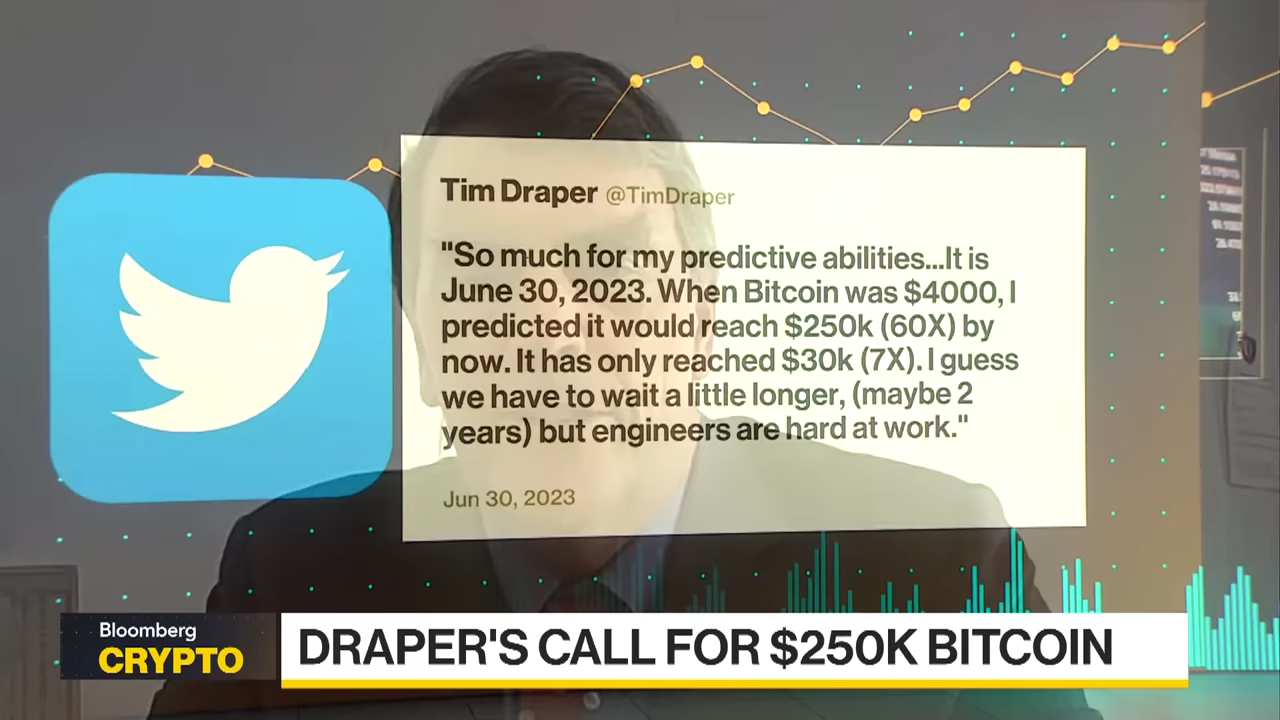 Tim Draper @TimDraper
"So much for my predictive abilities...It is
June 30, 2023. When Bitcoin was $4000, I
predicted it would reach $250k (60X) by
now. It has only reached $30k (7X). I guess
we have to wait a little longer, (maybe 2
years) but engineers are hard at work."
Jun 30, 2023
Bloomberg
CRYPTO
DRAPER'S CALL FOR $250K BITCOIN